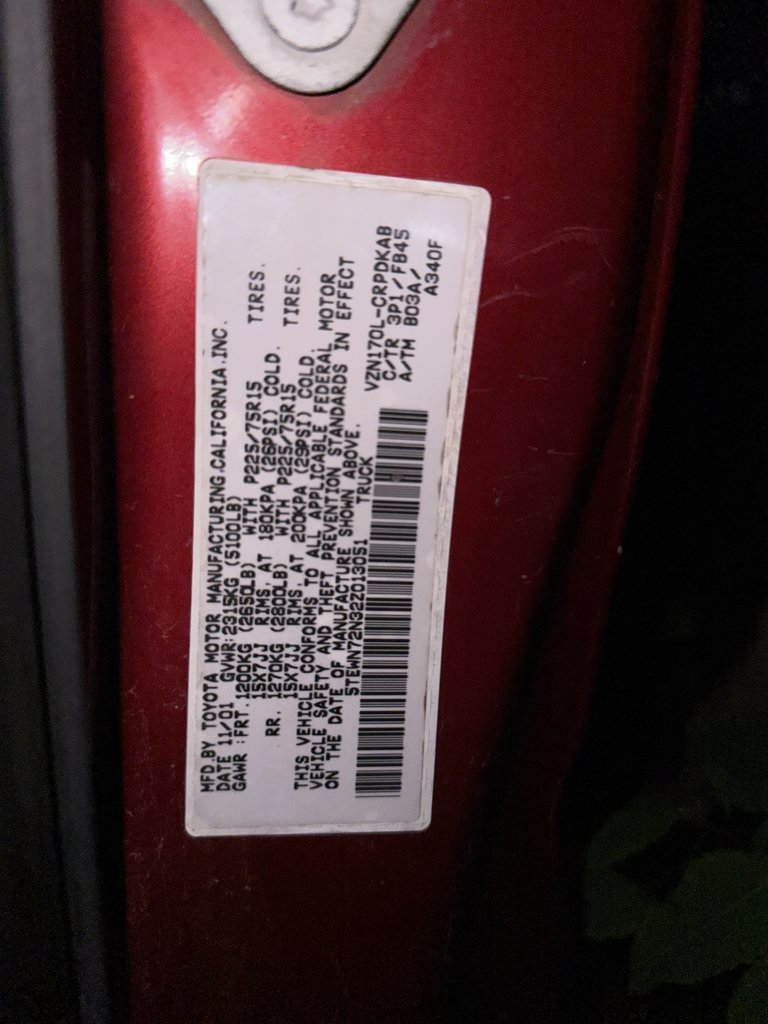 MFD.BY TOYOTA MOTOR MANUFACTURING,CALIFORNIA,INC.
DATE 11/01 GVWR:2315KG (5100LB)
GAWR :FRT.1200KG (2650LB) WITH P225/75R15 TIRES.
15X7JJ RIMS, AT 180KPA (26PSI) COLD.
RR. 1270KG (2800LB) WITH P225/75R15 TIRES.
15X7JJ RIMS, AT 200KPA (29PSI) COLD.
THIS VEHICLE CONFORMS TO ALL APPLICABLE FEDERAL MOTOR
VEHICLE SAFETY AND THEFT PREVENTION STANDARDS IN EFFECT
ON THE DATE OF MANUFACTURE SHOWN ABOVE.
5TEWN72N32Z013051 TRUCK
VZN170L-CRPDKAB
C/TR 3P1/FB45
A/TM B03A/
A340F